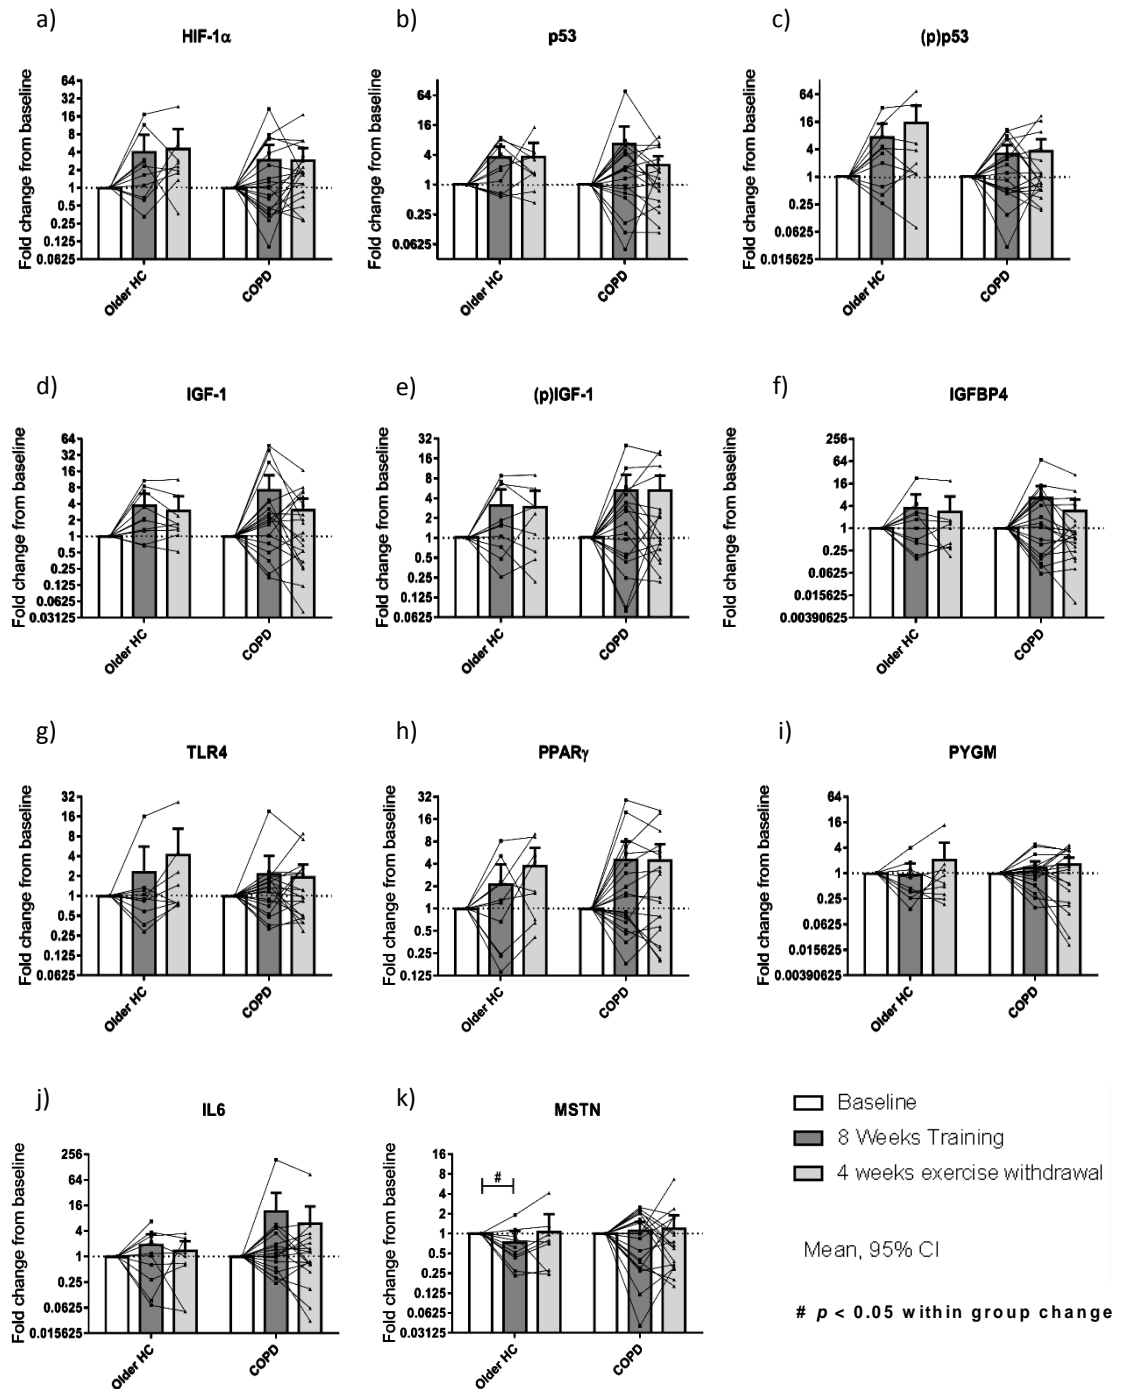 a)
HIF-1α
Fold change from baseline
64
32
16
8
4
2
1
0.5
0.25
0.125
0.0625
Older HC
COPD
b)
p53
Fold change from baseline
64
16
4
1
0.25
0.0625
Older HC
COPD
c)
(p)p53
Fold change from baseline
64
16
4
1
0.25
0.0625
0.015625
Older HC
COPD
d)
IGF-1
Fold change from baseline
64
32
16
8
4
2
1
0.5
0.25
0.125
0.0625
0.03125
Older HC
COPD
e)
(p)IGF-1
Fold change from baseline
32
16
8
4
2
1
0.5
0.25
0.125
0.0625
Older HC
COPD
f)
IGFBP4
Fold change from baseline
256
64
16
4
1
0.25
0.0625
0.015625
0.00390625
Older HC
COPD
g)
TLR4
Fold change from baseline
32
16
8
4
2
1
0.5
0.25
0.125
0.0625
Older HC
COPD
h)
PPARγ
Fold change from baseline
32
16
8
4
2
1
0.5
0.25
0.125
Older HC
COPD
i)
PYGM
Fold change from baseline
64
16
4
1
0.25
0.0625
0.015625
0.00390625
Older HC
COPD
j)
IL6
Fold change from baseline
256
64
16
4
1
0.25
0.0625
0.015625
Older HC
COPD
k)
MSTN
Fold change from baseline
16
8
4
2
1
0.5
0.25
0.125
0.0625
0.03125
#
Older HC
COPD
Baseline
8 Weeks Training
4 weeks exercise withdrawal
Mean, 95% CI
# p < 0.05 within group change